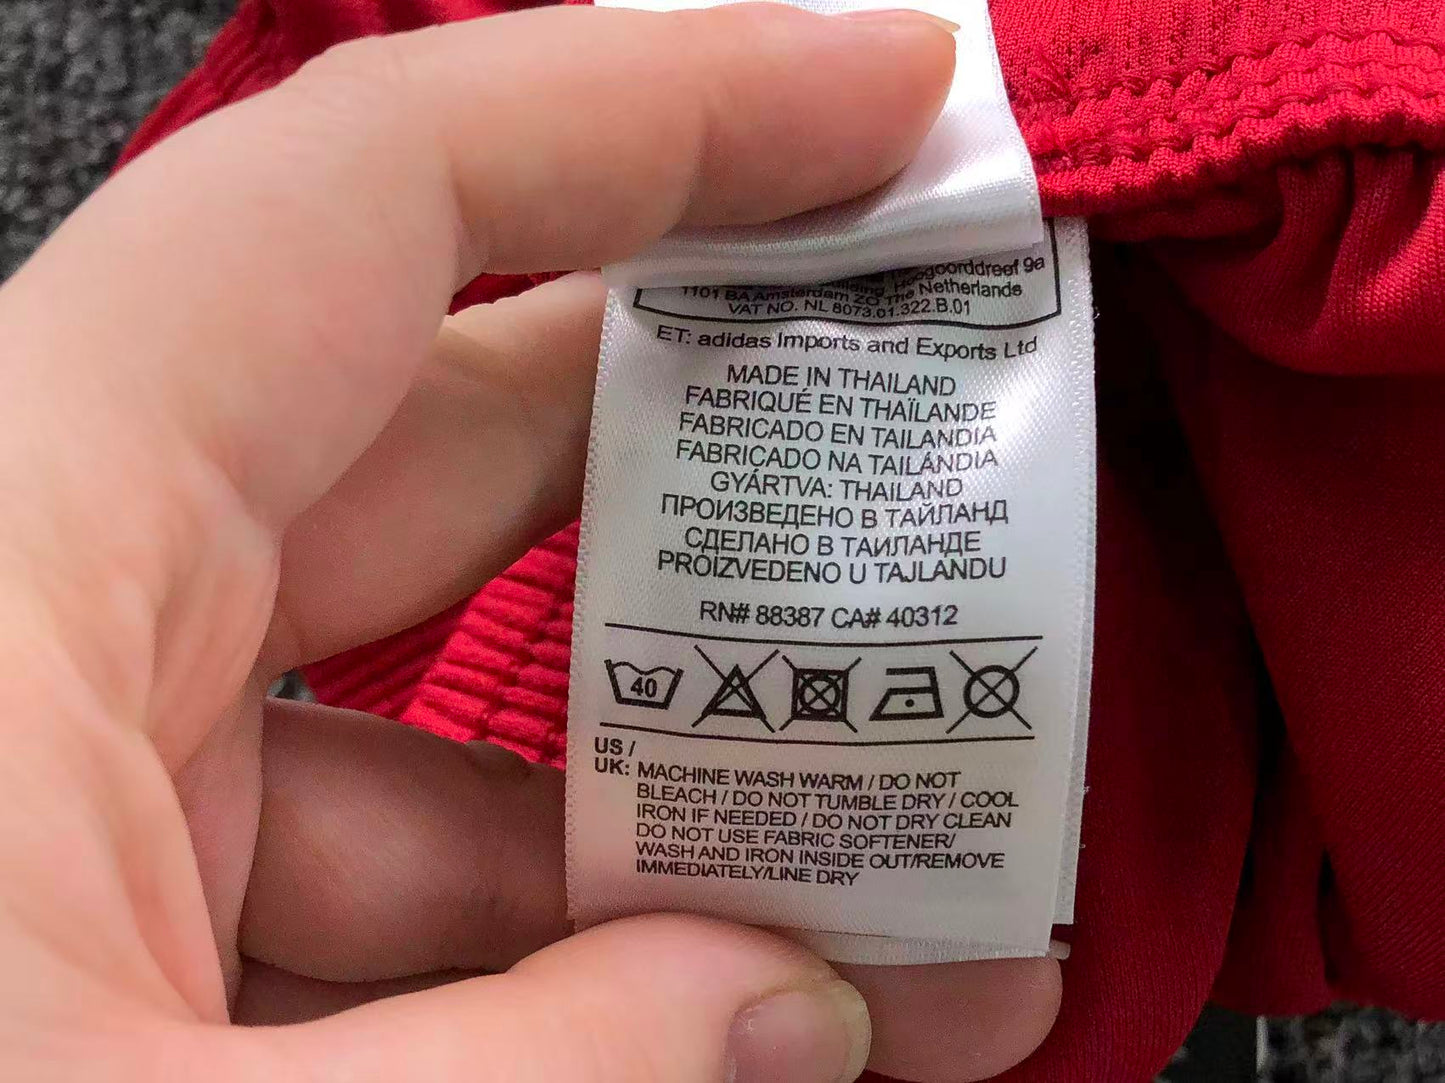 goorddreef 9a
1101 BA Amsterdam ZO The Netherlands
VAT NO. NL 8073.01.322.B.01
ET: adidas Imports and Exports Ltd
MADE IN THAILAND
FABRIQUÉ EN THAÏLANDE
FABRICADO EN TAILANDIA
FABRICADO NA TAILÁNDIA
GYÁRTVA: THAILAND
ПРОИЗВЕДЕНО В ТАЙЛАНД
СДЕЛАНО В ТАИЛАНДЕ
PROIZVEDENO U TAJLANDU
RN# 88387 CA# 40312
40
US /
UK: MACHINE WASH WARM / DO NOT
BLEACH / DO NOT TUMBLE DRY / COOL
IRON IF NEEDED / DO NOT DRY CLEAN
DO NOT USE FABRIC SOFTENER/
WASH AND IRON INSIDE OUT/REMOVE
IMMEDIATELY/LINE DRY